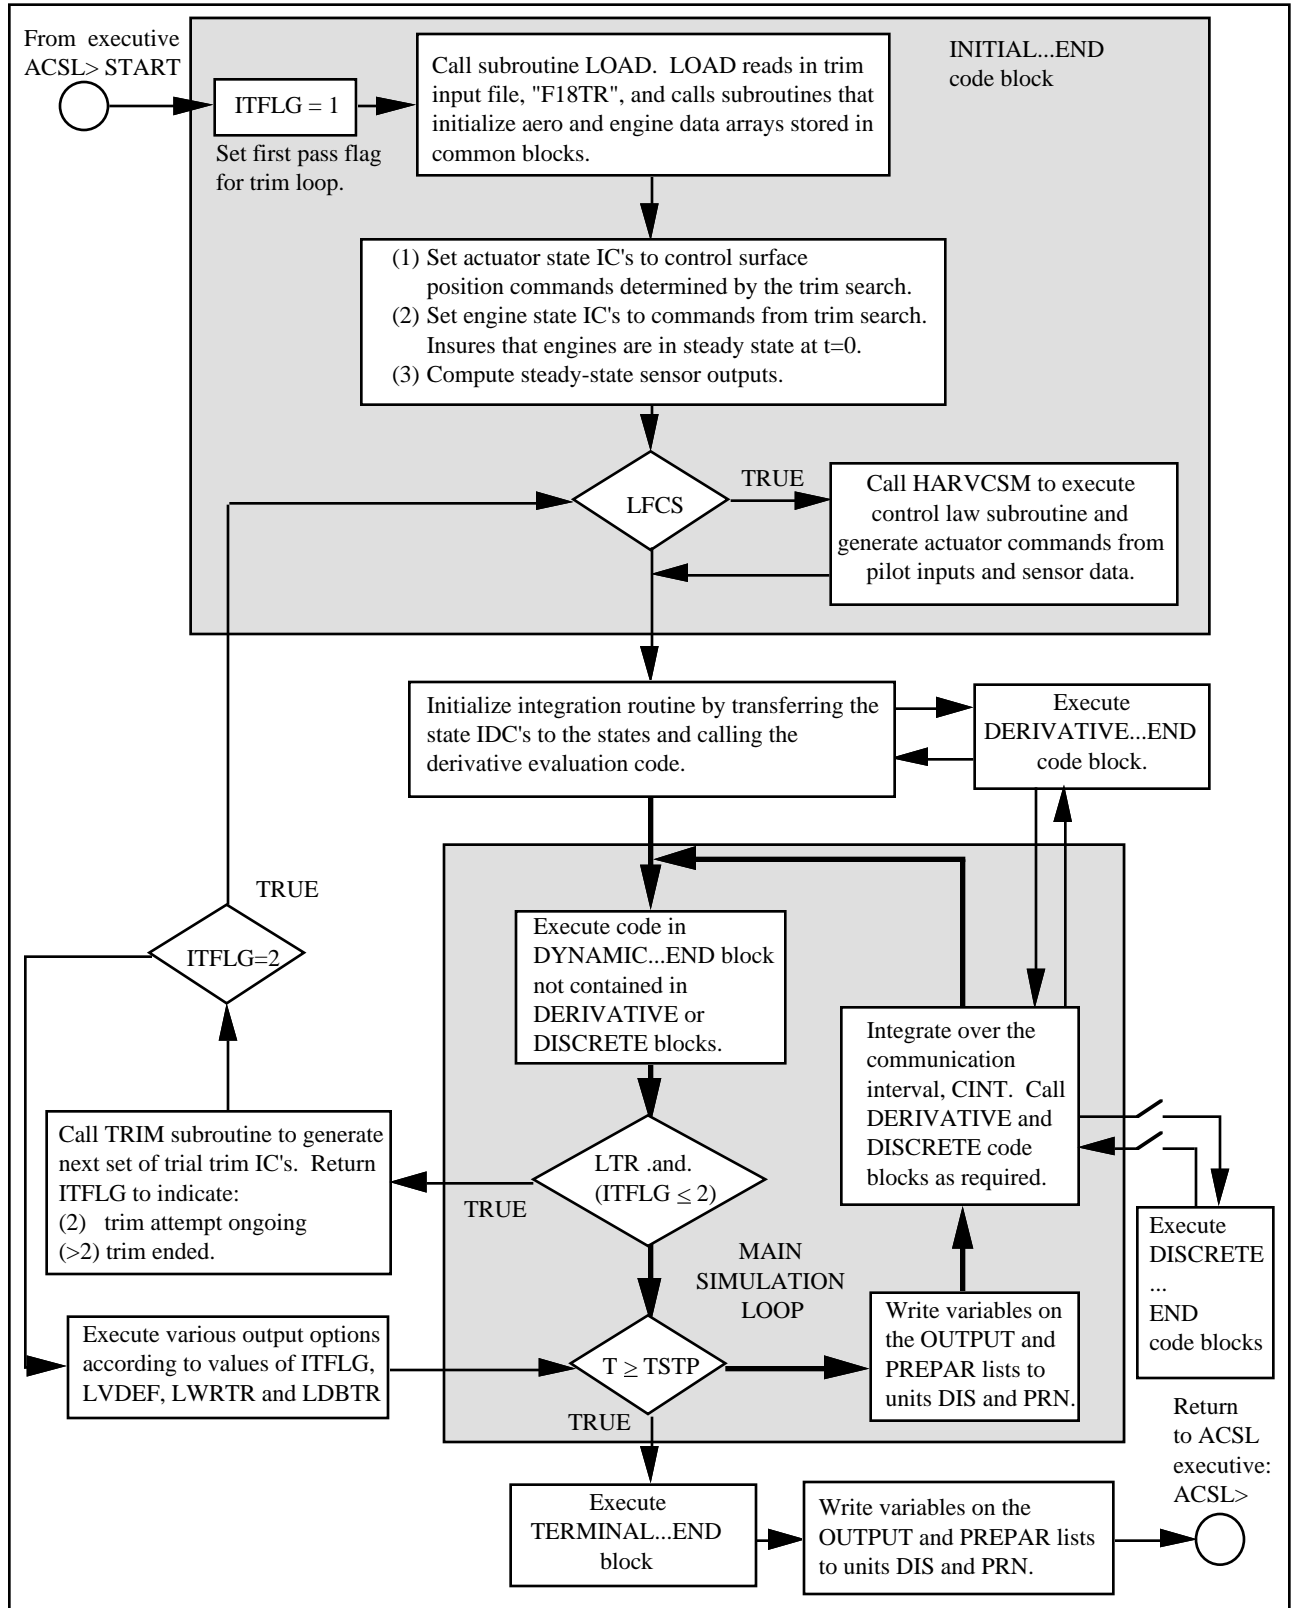 From executive
ACSL> START
INITIAL...END
code block
ITFLG = 1
Set first pass flag
for trim loop.
Call subroutine LOAD.  LOAD reads in trim
input file, "F18TR", and calls subroutines that
initialize aero and engine data arrays stored in
common blocks.
(1) Set actuator state IC's to control surface
position commands determined by the trim search.
(2) Set engine state IC's to commands from trim search.
Insures that engines are in steady state at t=0.
(3) Compute steady-state sensor outputs.
LFCS
TRUE
Call HARVCSM to execute
control law subroutine and
generate actuator commands from
pilot inputs and sensor data.
Initialize integration routine by transferring the
state IDC's to the states and calling the
derivative evaluation code.
Execute
DERIVATIVE...END
code block.
TRUE
ITFLG=2
Execute code in
DYNAMIC...END block
not contained in
DERIVATIVE or
DISCRETE blocks.
Integrate over the
communication
interval, CINT.  Call
DERIVATIVE and
DISCRETE code
blocks as required.
Call TRIM subroutine to generate
next set of trial trim IC's.  Return
ITFLG to indicate:
(2)   trim attempt ongoing
(>2) trim ended.
LTR .and.
(ITFLG ≤ 2)
TRUE
MAIN
SIMULATION
LOOP
Execute
DISCRETE
...
END
code blocks
Execute various output options
according to values of ITFLG,
LVDEF, LWRTR and LDBTR
T ≥ TSTP
TRUE
Write variables on
the OUTPUT and
PREPAR lists to
units DIS and PRN.
Return
to ACSL
executive:
ACSL>
Execute
TERMINAL...END
block
Write variables on the
OUTPUT and PREPAR lists
to units DIS and PRN.